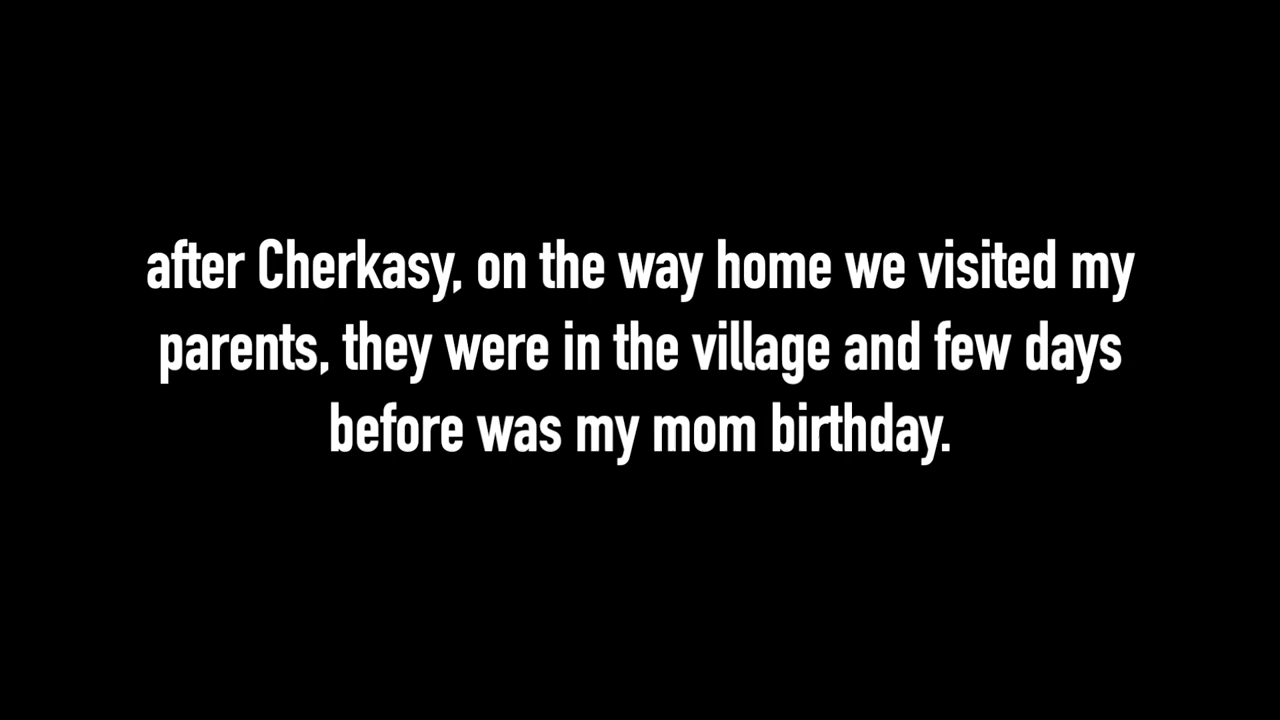 after Cherkasy, on the way home we visited my
parents, they were in the village and few days
before was my mom birthday.